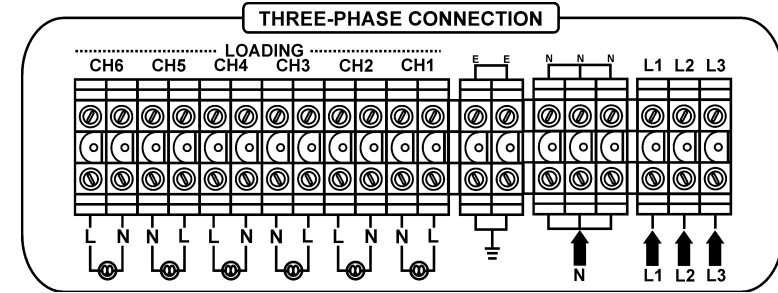 THREE-PHASE CONNECTION
LOADING
CH6 CH5 CH4 CH3 CH2 CH1 E E N N N L1 L2 L3
L N N L L N N L L N N L
N L1 L2 L3